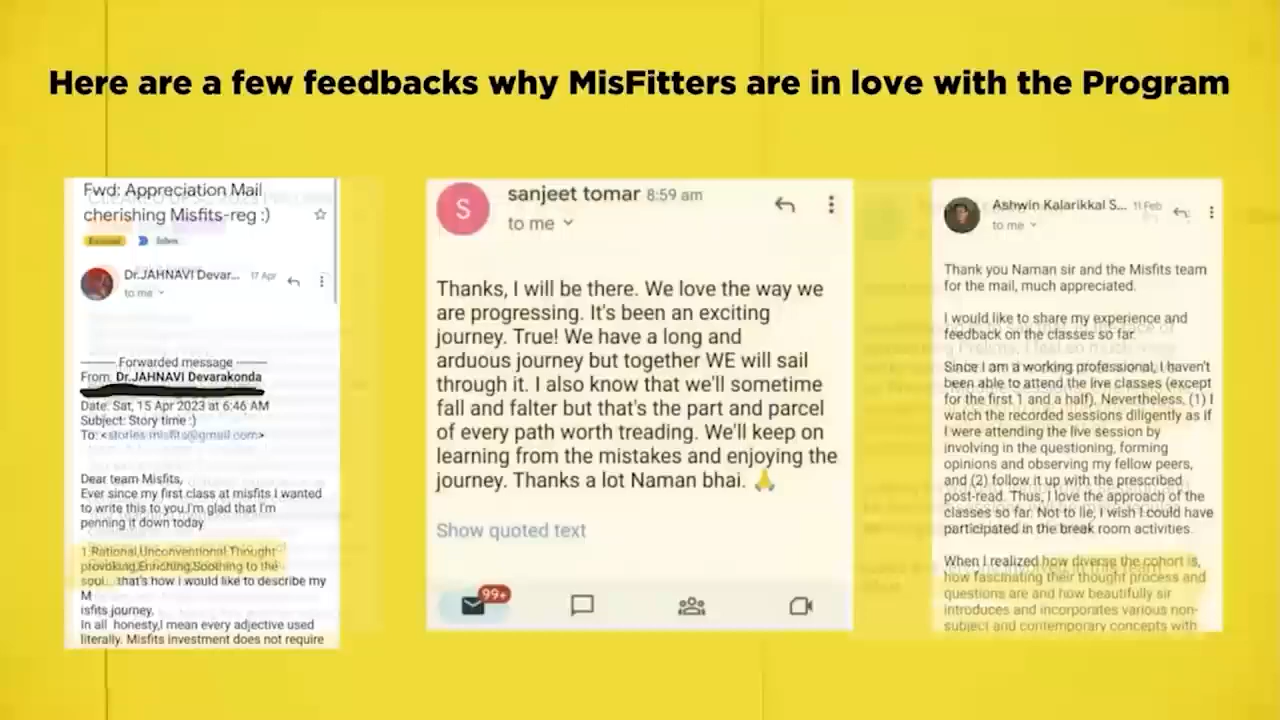 Here are a few feedbacks why MisFitters are in love with the Program
Fwd: Appreciation Mail
cherishing Misfits-reg :)
Inbox
Dr.JAHNAVI Devar... 17 Apr
to me
Forwarded message
From: Dr.JAHNAVI Devarakonda
Date: Sat, 15 Apr 2023 at 6:46 AM
Subject: Story time :)
To: <stories.misfits@gmail.com>
Dear team Misfits,
Ever since my first class at misfits I wanted
to write this to you.I'm glad that I'm
penning it down today.
1.Rational,Unconventional,Thought
provoking,Enriching,Soothing to the
soul... that's how i would like to describe my
M
isfits journey.
In all honesty,I mean every adjective used
literally. Misfits investment does not require
S
sanjeet tomar 8:59 am
to me
Thanks, I will be there. We love the way we
are progressing. It's been an exciting
journey. True! We have a long and
arduous journey but together WE will sail
through it. I also know that we'll sometime
fall and falter but that's the part and parcel
of every path worth treading. We'll keep on
learning from the mistakes and enjoying the
journey. Thanks a lot Naman bhai. 🙏
Show quoted text
99+
Ashwin Kalarikkal S... 11 Feb
to me
Thank you Naman sir and the Misfits team
for the mail, much appreciated.
I would like to share my experience and
feedback on the classes so far.
Since I am a working professional, I haven't
been able to attend the live classes (except
for the first 1 and a half). Nevertheless, (1) I
watch the recorded sessions diligently as if
I were attending the live session by
involving in the questioning, forming
opinions and observing my fellow peers,
and (2) follow it up with the prescribed
post-read. Thus, I love the approach of the
classes so far. Not to lie, I wish I could have
participated in the break room activities.
When I realized how diverse the cohort is,
how fascinating their thought process and
questions are and how beautifully sir
introduces and incorporates various non-
subject and contemporary concepts with